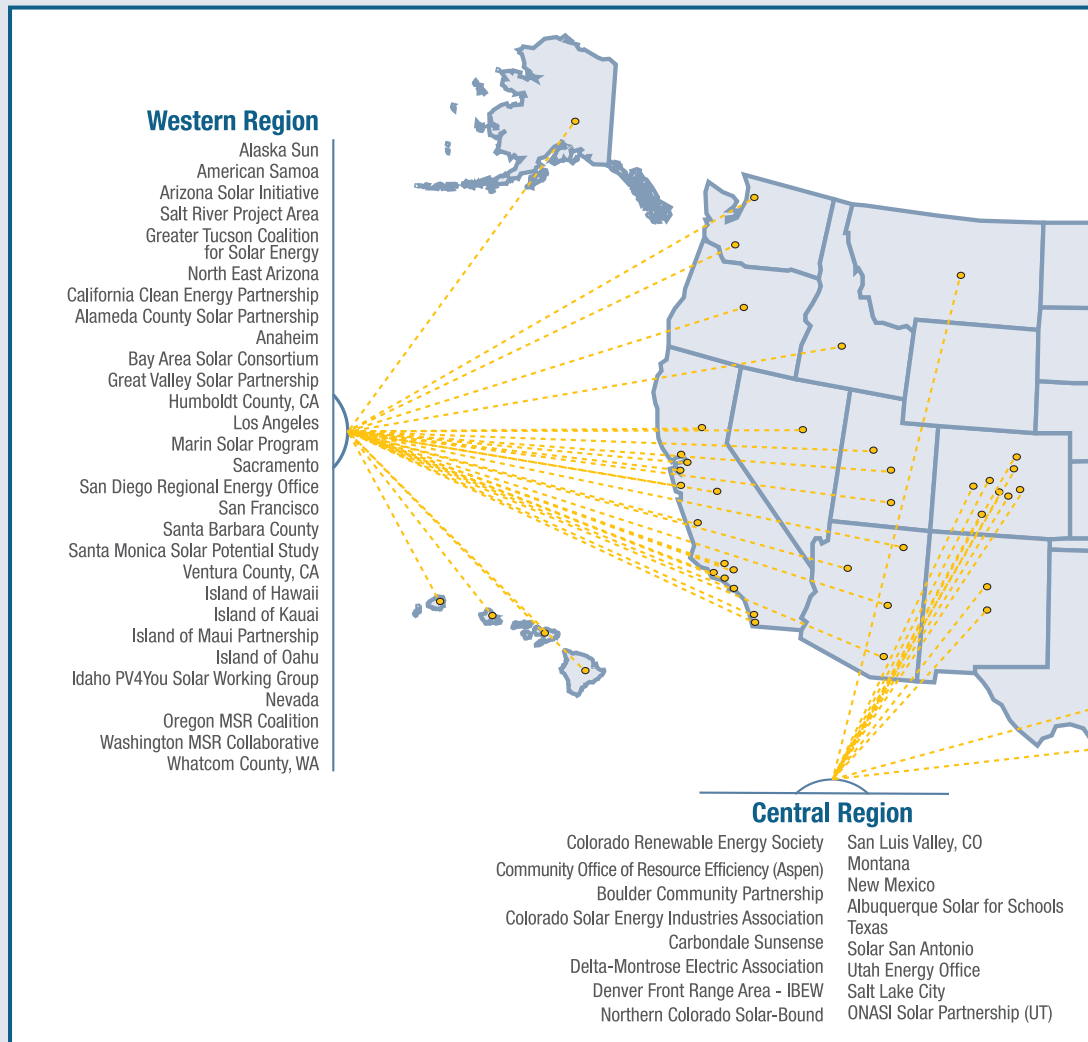 Western Region
Alaska Sun
American Samoa
Arizona Solar Initiative
Salt River Project Area
Greater Tucson Coalition
for Solar Energy
North East Arizona
California Clean Energy Partnership
Alameda County Solar Partnership
Anaheim
Bay Area Solar Consortium
Great Valley Solar Partnership
Humboldt County, CA
Los Angeles
Marin Solar Program
Sacramento
San Diego Regional Energy Office
San Francisco
Santa Barbara County
Santa Monica Solar Potential Study
Ventura County, CA
Island of Hawaii
Island of Kauai
Island of Maui Partnership
Island of Oahu
Idaho PV4You Solar Working Group
Nevada
Oregon MSR Coalition
Washington MSR Collaborative
Whatcom County, WA
Central Region
Colorado Renewable Energy Society
Community Office of Resource Efficiency (Aspen)
Boulder Community Partnership
Colorado Solar Energy Industries Association
Carbondale Sunsense
Delta-Montrose Electric Association
Denver Front Range Area - IBEW
Northern Colorado Solar-Bound
San Luis Valley, CO
Montana
New Mexico
Albuquerque Solar for Schools
Texas
Solar San Antonio
Utah Energy Office
Salt Lake City
ONASI Solar Partnership (UT)